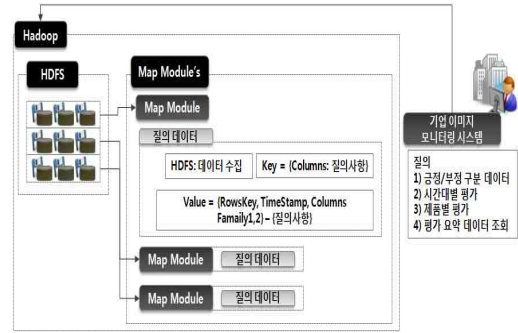 Hadoop
HDFS
Map Module's
Map Module
질의 데이터
HDFS: 데이터 수집
Key = (Columns: 질의사항)
Value = (RowsKey, TimeStamp, Columns
Famaily1,2) – (질의사항)
Map Module
질의 데이터
Map Module
질의 데이터
기업 이미지
모니터링 시스템
질의
1) 긍정/부정 구분 데이터
2) 시간대별 평가
3) 제품별 평가
4) 평가 요약 데이터 조회